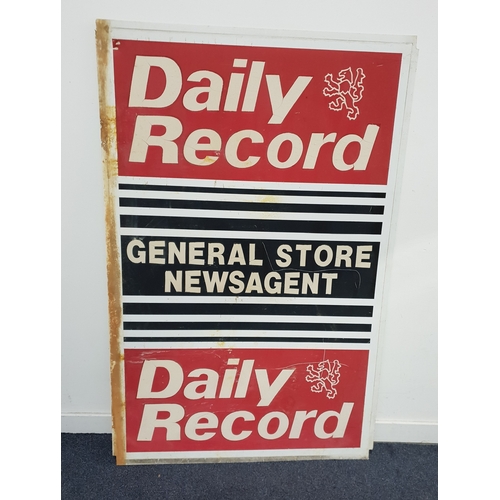 Daily
Record
GENERAL STORE
NEWSAGENT
Daily
Record